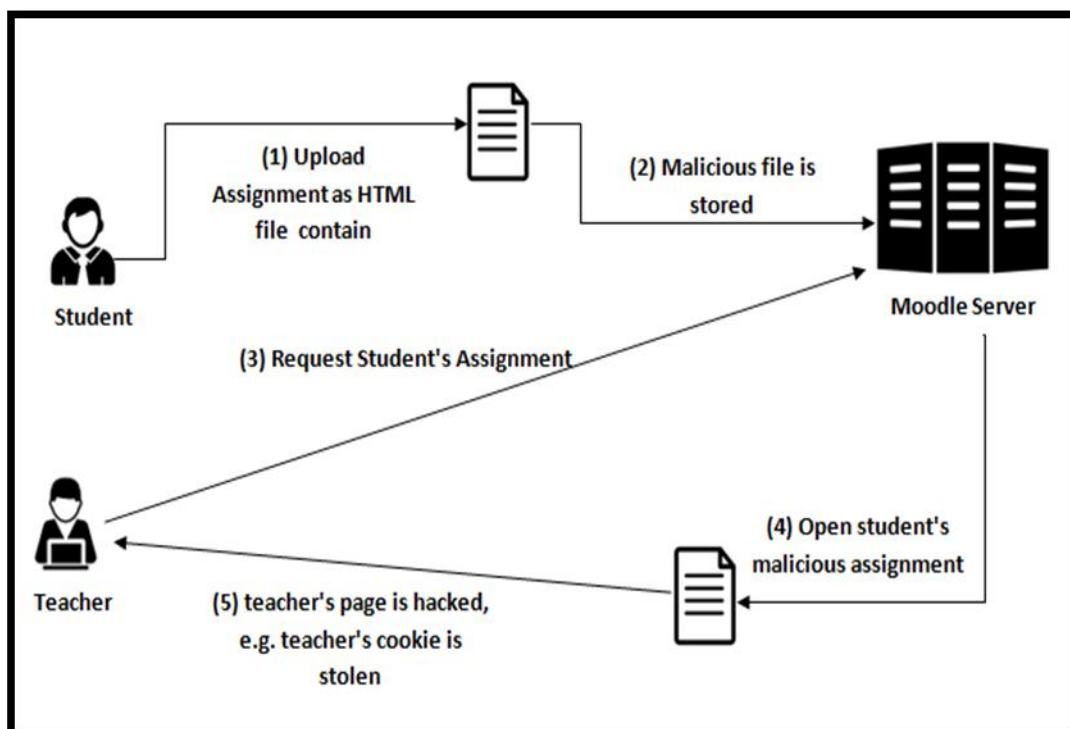 (1) Upload
Assignment as HTML
file contain
(2) Malicious file is
stored
Student
Moodle Server
(3) Request Student's Assignment
(4) Open student's
malicious assignment
Teacher
(5) teacher's page is hacked,
e.g. teacher's cookie is
stolen